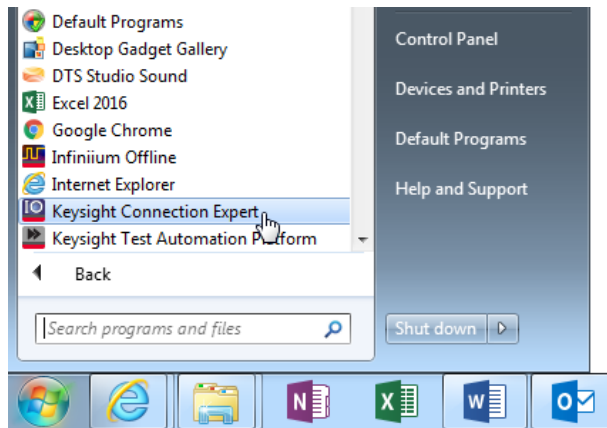 Default Programs
Desktop Gadget Gallery
DTS Studio Sound
Excel 2016
Google Chrome
Infiniium Offline
Internet Explorer
IO
Keysight Connection Expert
Keysight Test Automation Platform
Back
Search programs and files
Control Panel
Devices and Printers
Default Programs
Help and Support
Shut down
N
X
W
O